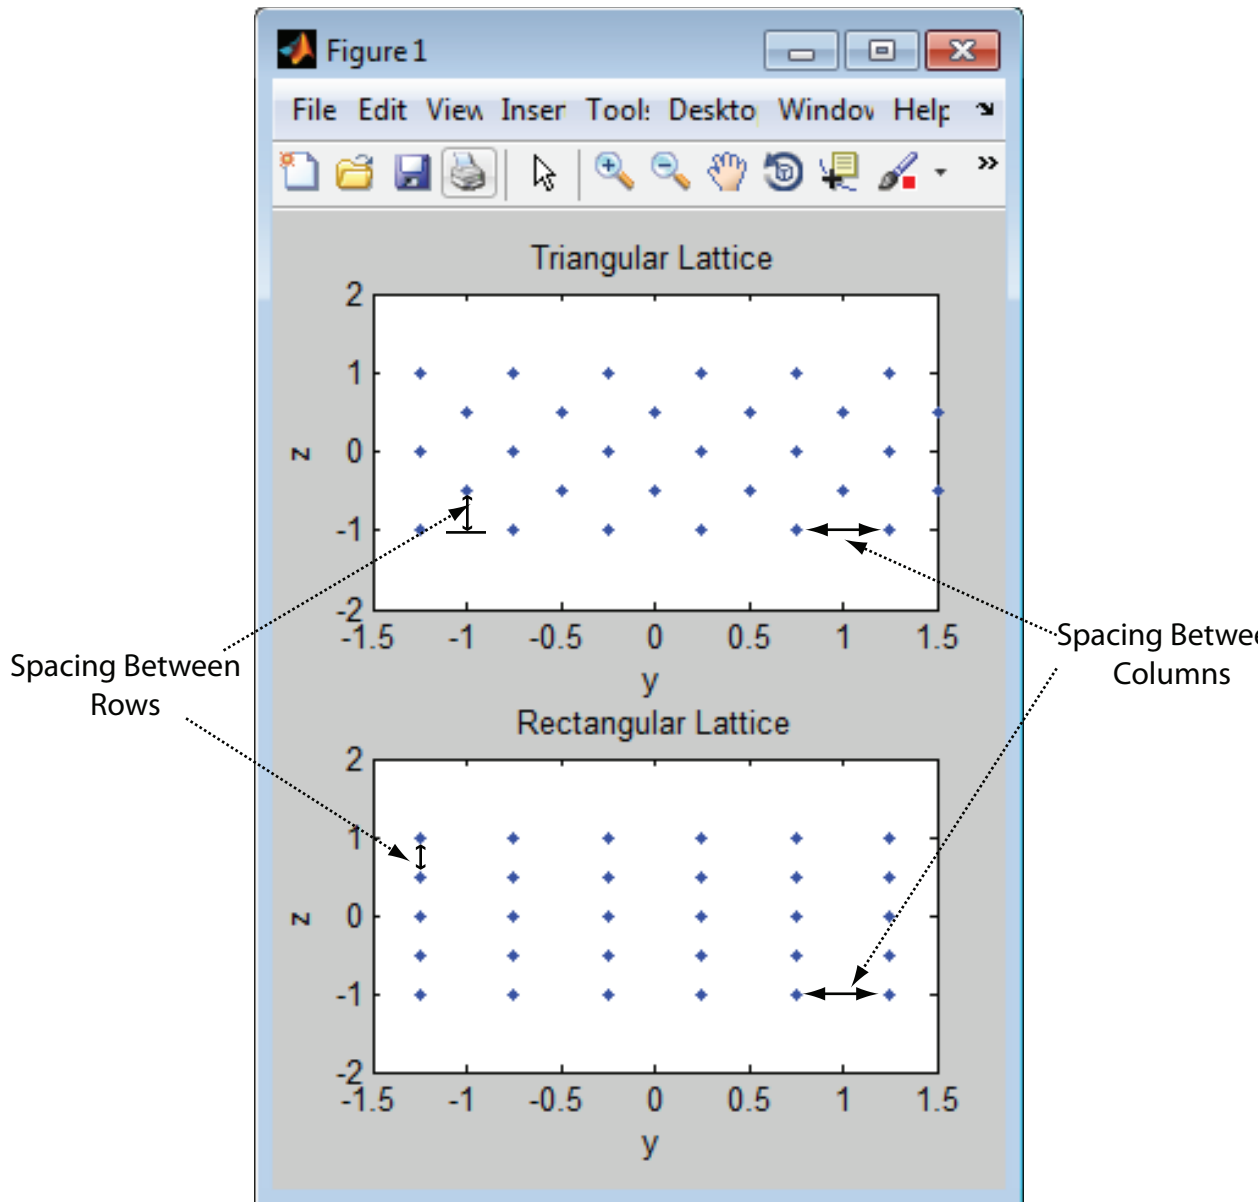 Figure 1
File Edit View Inser Tools Deskto Window Help
Triangular Lattice
2
1
0
-1
-2
z
-1.5 -1 -0.5 0 0.5 1 1.5
y
Spacing Between
Rows
Spacing Betwe
Columns
Rectangular Lattice
2
1
0
-1
-2
z
-1.5 -1 -0.5 0 0.5 1 1.5
y